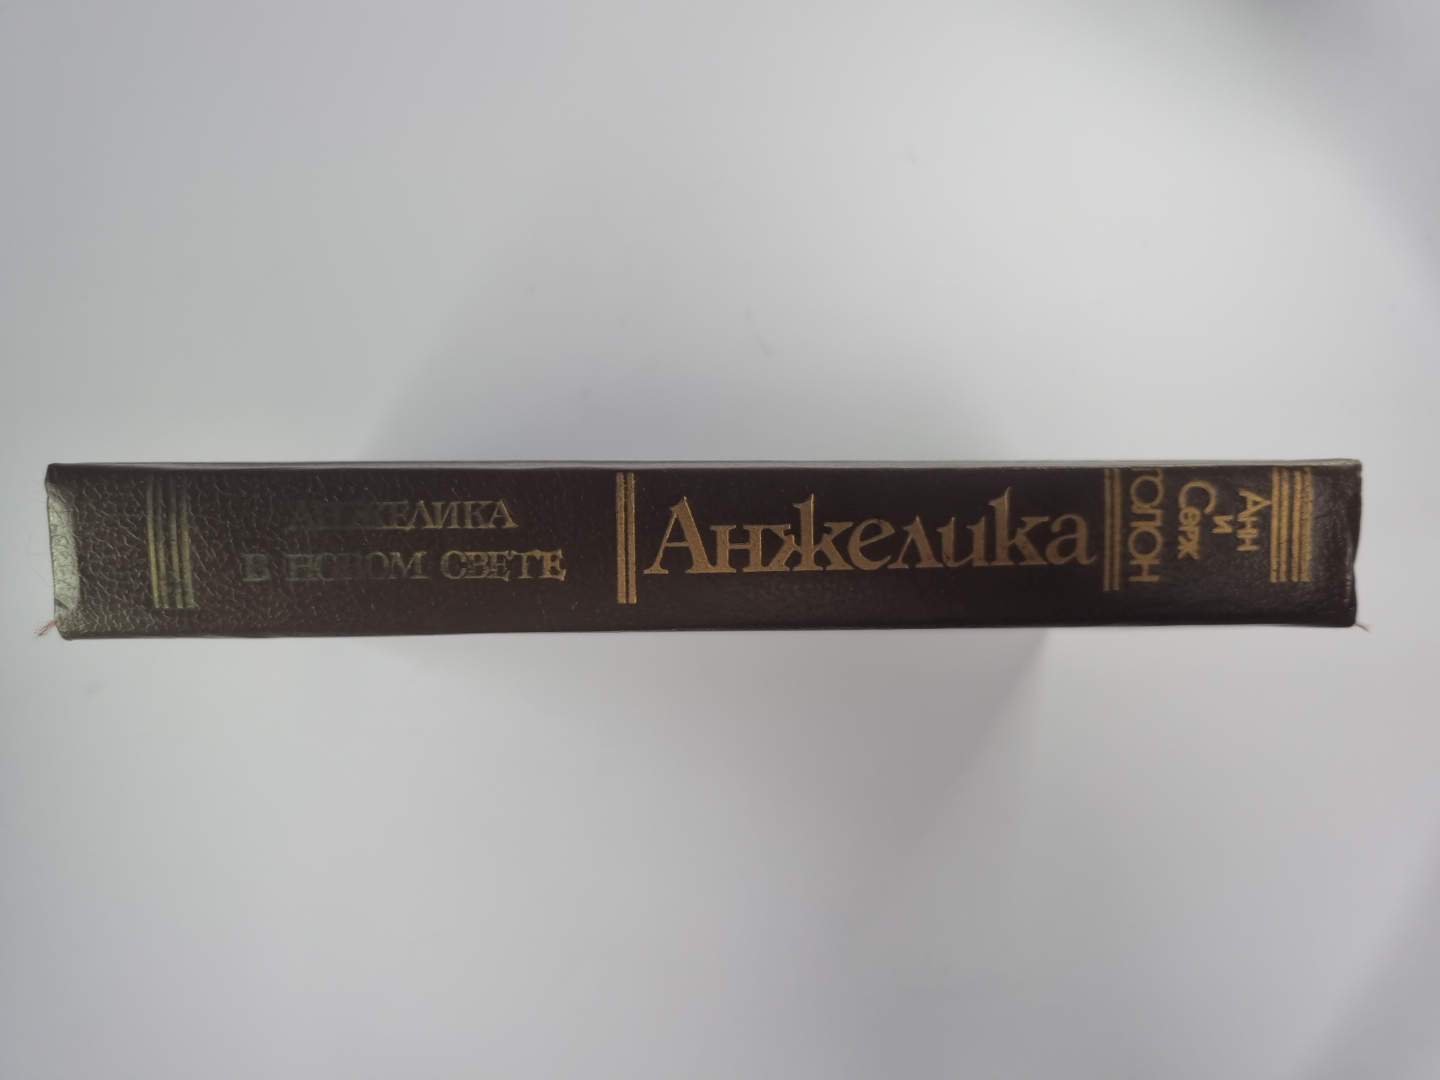 Анн
и
Серж
ГОЛОН
Анжелика
АНЖЕЛИКА
В НОВОМ СВЕТЕ